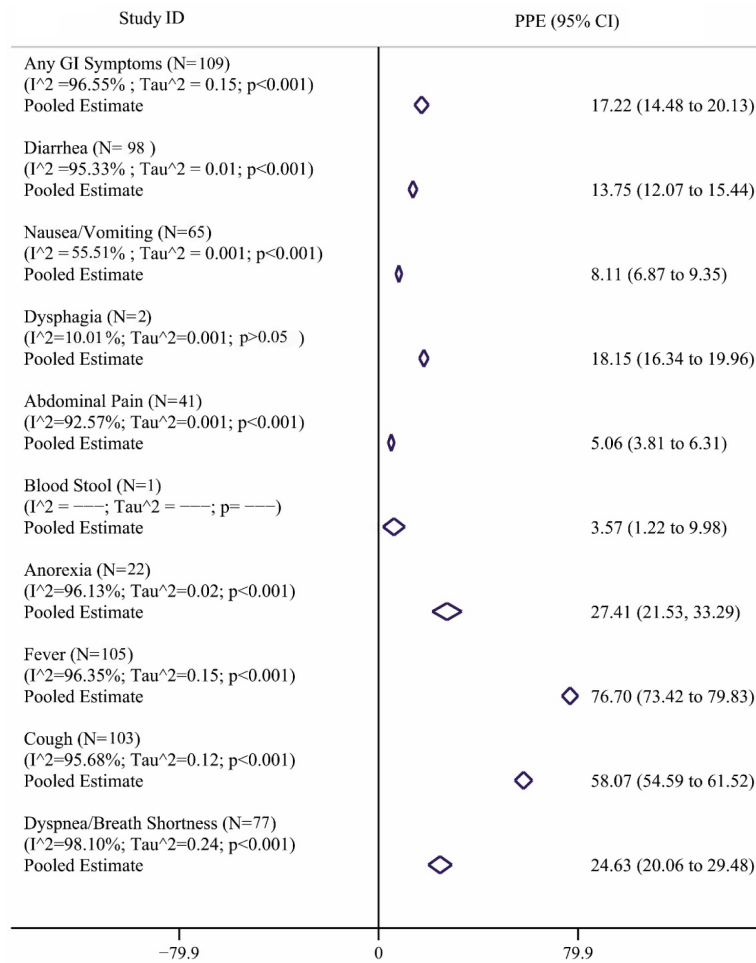 Study ID PPE (95% CI)
Any GI Symptoms (N=109)
(I^2 =96.55% ; Tau^2 = 0.15; p<0.001)
Pooled Estimate 17.22 (14.48 to 20.13)
Diarrhea (N= 98 )
(I^2 =95.33% ; Tau^2 = 0.01; p<0.001)
Pooled Estimate 13.75 (12.07 to 15.44)
Nausea/Vomiting (N=65)
(I^2 =55.51% ; Tau^2 = 0.001; p<0.001)
Pooled Estimate 8.11 (6.87 to 9.35)
Dysphagia (N=2)
(I^2=10.01%; Tau^2=0.001; p>0.05 )
Pooled Estimate 18.15 (16.34 to 19.96)
Abdominal Pain (N=41)
(I^2=92.57%; Tau^2=0.001; p<0.001)
Pooled Estimate 5.06 (3.81 to 6.31)
Blood Stool (N=1)
(I^2 = −−−; Tau^2 = −−−; p= −−−)
Pooled Estimate 3.57 (1.22 to 9.98)
Anorexia (N=22)
(I^2=96.13%; Tau^2=0.02; p<0.001)
Pooled Estimate 27.41 (21.53, 33.29)
Fever (N=105)
(I^2=96.35%; Tau^2=0.15; p<0.001)
Pooled Estimate 76.70 (73.42 to 79.83)
Cough (N=103)
(I^2=95.68%; Tau^2=0.12; p<0.001)
Pooled Estimate 58.07 (54.59 to 61.52)
Dyspnea/Breath Shortness (N=77)
(I^2=98.10%; Tau^2=0.24; p<0.001)
Pooled Estimate 24.63 (20.06 to 29.48)
−79.9 0 79.9